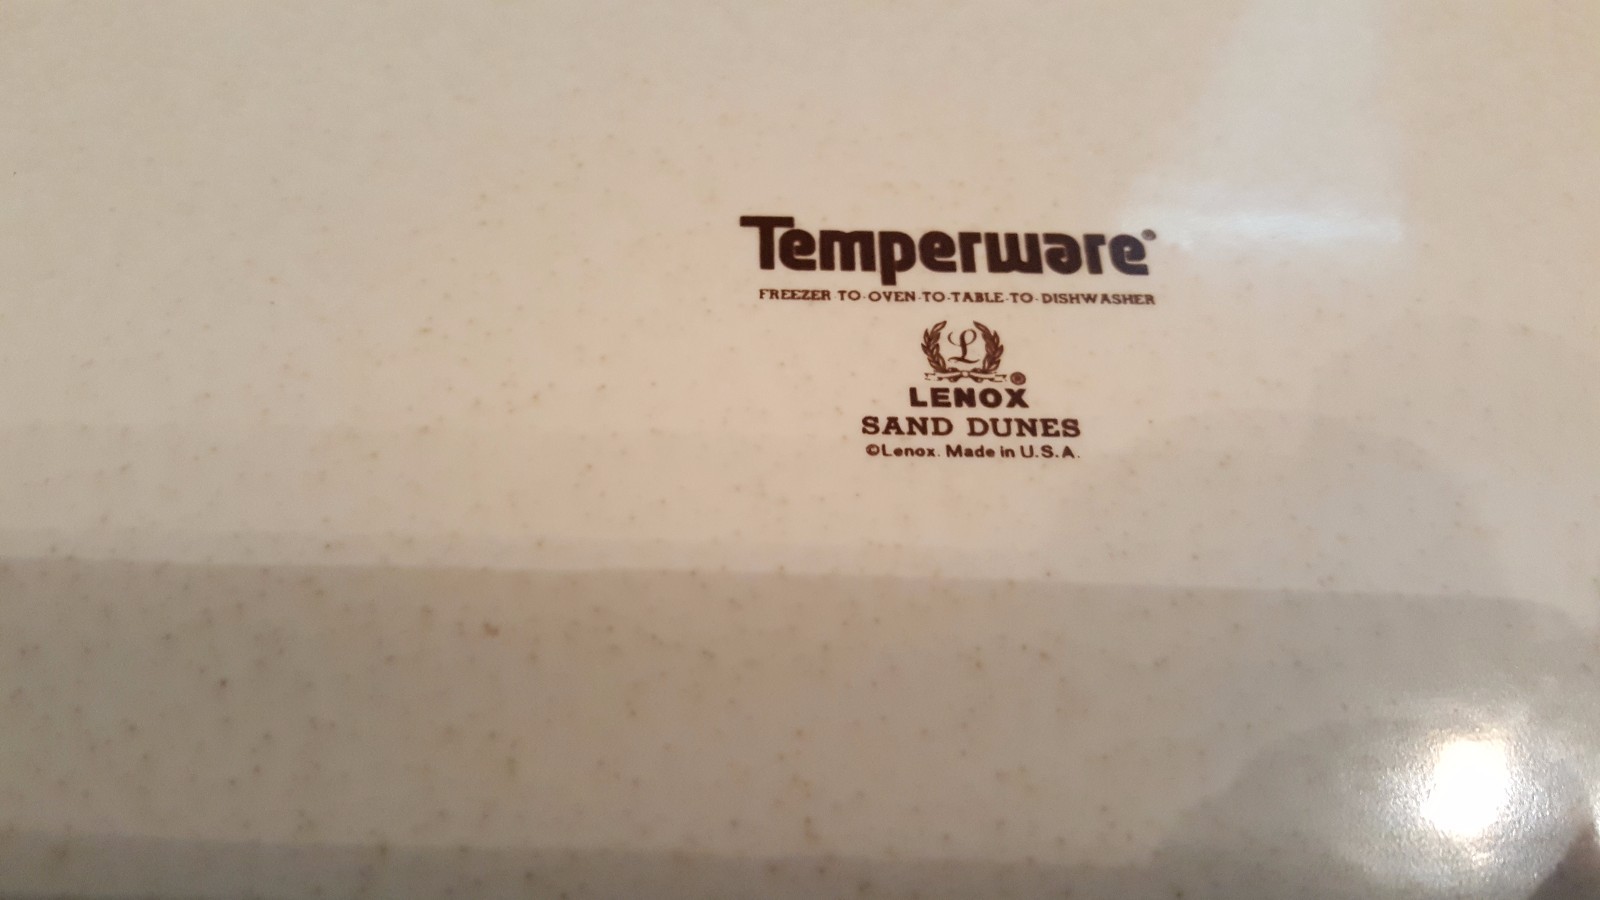 Temperware®
FREEZER TO-OVEN-TO-TABLE-TO-DISHWASHER
L
®
LENOX
SAND DUNES
©Lenox. Made in U.S.A.